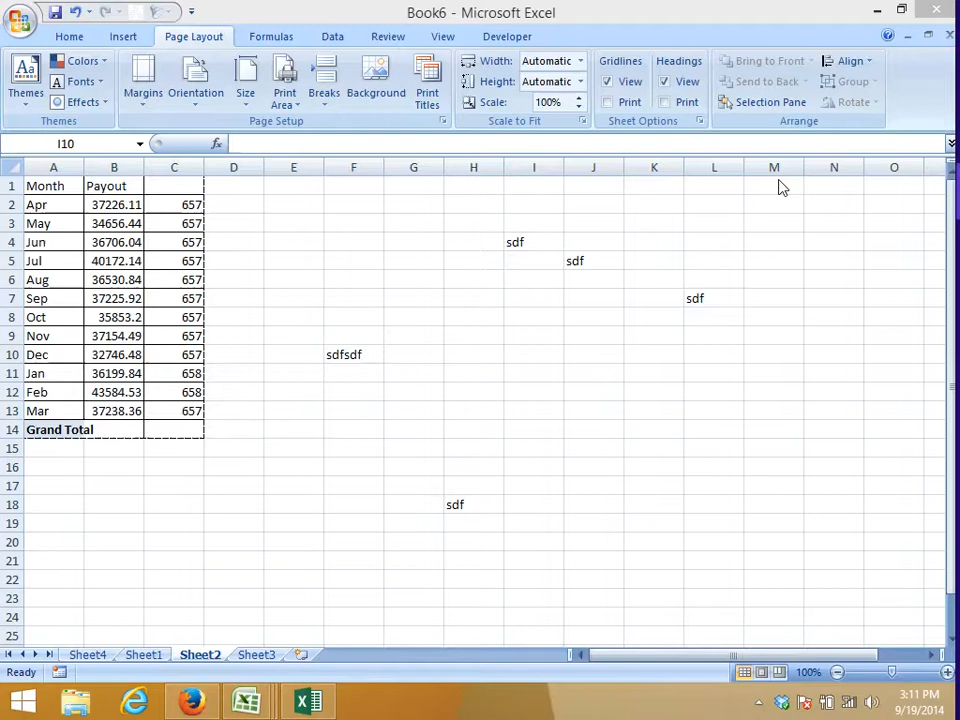 Book6 - Microsoft Excel
Home Insert Page Layout Formulas Data Review View Developer
Colors Width: Automatic Gridlines Headings Bring to Front Align
Themes Fonts Margins Orientation Size Print Area Breaks Background Print Titles Height: Automatic View View Send to Back Group
Effects Scale: 100% Print Print Selection Pane Rotate
Themes Page Setup Scale to Fit Sheet Options Arrange
I10 fx
A B C D E F G H I J K L M N O
1 Month Payout
2 Apr 37226.11 657
3 May 34656.44 657
4 Jun 36706.04 657 sdf
5 Jul 40172.14 657 sdf
6 Aug 36530.84 657
7 Sep 37225.92 657 sdf
8 Oct 35853.2 657
9 Nov 37154.49 657
10 Dec 32746.48 657 sdfsdf
11 Jan 36199.84 658
12 Feb 43584.53 658
13 Mar 37238.36 657
14 Grand Total
15
16
17
18 sdf
19
20
21
22
23
24
25
Sheet4 Sheet1 Sheet2 Sheet3
Ready 100%
3:11 PM
9/19/2014